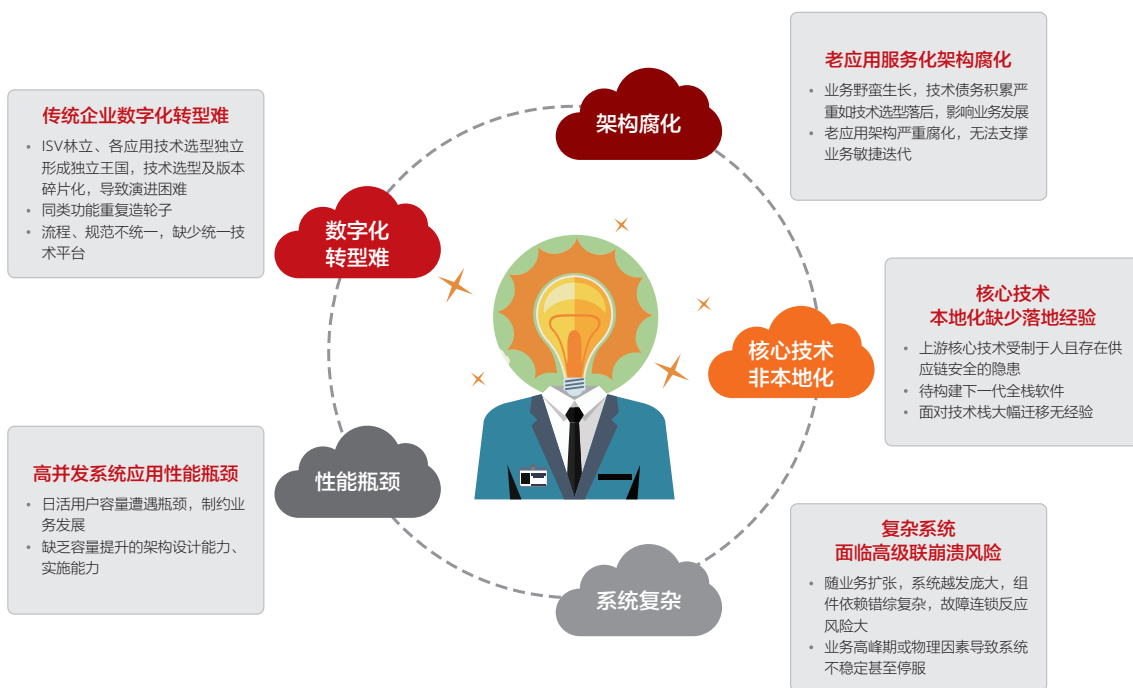 老应用服务化架构腐化
• 业务野蛮生长，技术债务积累严
重如技术选型落后，影响业务发展
• 老应用架构严重腐化，无法支撑
业务敏捷迭代
架构腐化
传统企业数字化转型难
• ISV林立、各应用技术选型独立
形成独立王国，技术选型及版本
碎片化，导致演进困难
• 同类功能重复造轮子
• 流程、规范不统一，缺少统一技
术平台
数字化
转型难
核心技术
非本地化
核心技术
本地化缺少落地经验
• 上游核心技术受制于人且存在供
应链安全的隐患
• 待构建下一代全栈软件
• 面对技术栈大幅迁移无经验
高并发系统应用性能瓶颈
• 日活用户容量遭遇瓶颈，制约业
务发展
• 缺乏容量提升的架构设计能力、
实施能力
性能瓶颈
系统复杂
复杂系统
面临高级联崩溃风险
• 随业务扩张，系统越发庞大，组
件依赖错综复杂，故障连锁反应
风险大
• 业务高峰期或物理因素导致系统
不稳定甚至停服